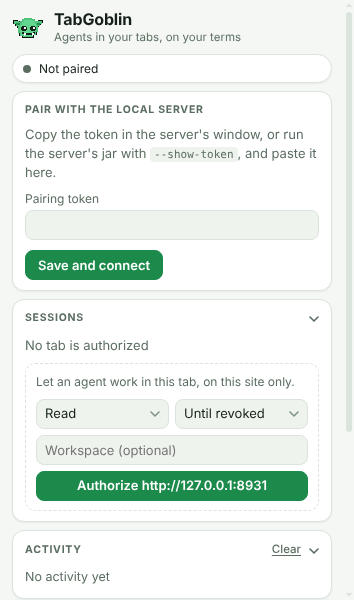 TabGoblin
Agents in your tabs, on your terms
Not paired
PAIR WITH THE LOCAL SERVER
Copy the token in the server's window, or run
the server's jar with --show-token, and paste it
here.
Pairing token
Save and connect
SESSIONS
No tab is authorized
Let an agent work in this tab, on this site only.
Read
Until revoked
Workspace (optional)
Authorize http://127.0.0.1:8931
ACTIVITY
Clear
No activity yet